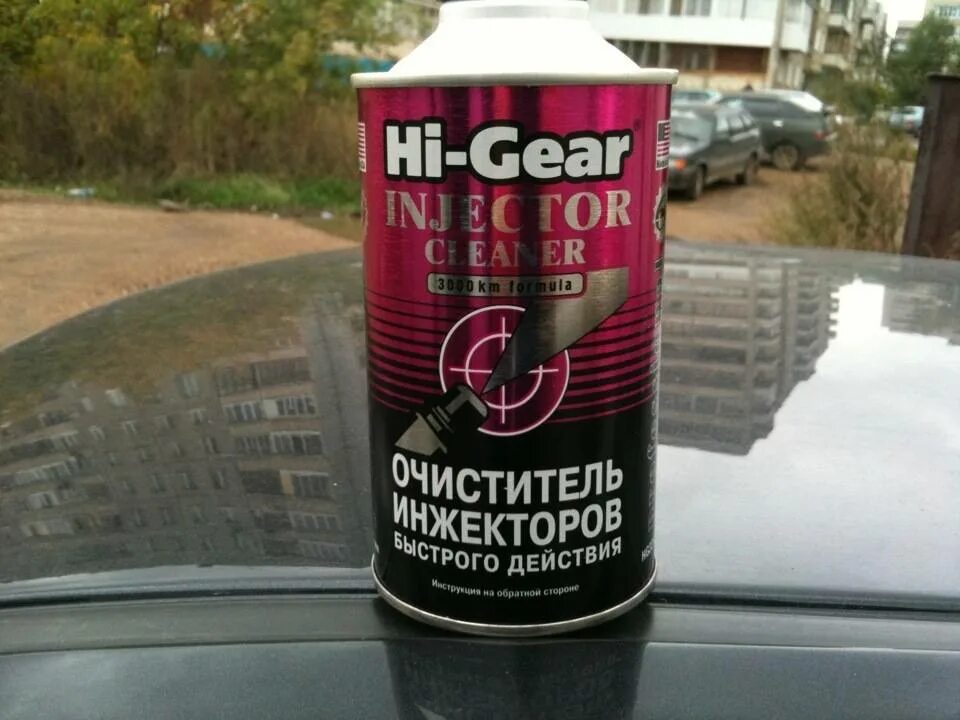 Hi-Gear
INJECTOR
CLEANER
3000 km formula
ОЧИСТИТЕЛЬ
ИНЖЕКТОРОВ
БЫСТРОГО ДЕЙСТВИЯ
Инструкция на обратной стороне